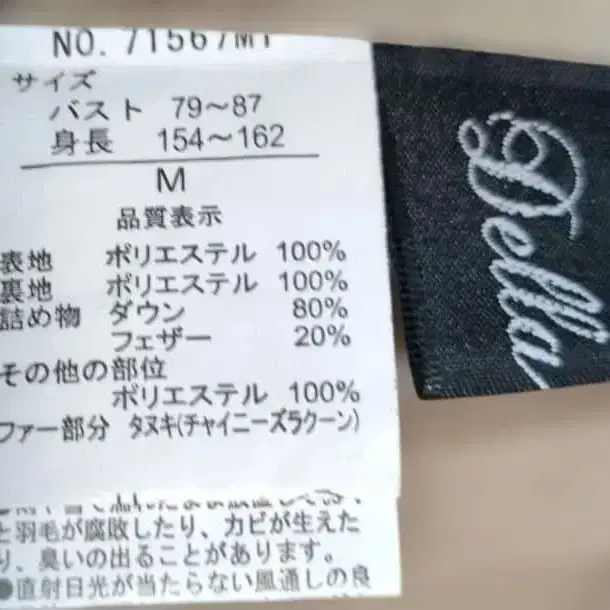 NO. 71567MT
サイズ
バスト 79～87
身長 154～162
M
品質表示
表地 ポリエステル 100%
裏地 ポリエステル 100%
詰め物 ダウン 80%
フェザー 20%
その他の部位
ポリエステル 100%
ファー部分 タヌキ(チャイニーズラクーン)
と羽毛が腐敗したり、カビが生えた
り、臭いの出ることがあります。
●直射日光が当たらない風通しの良
Della